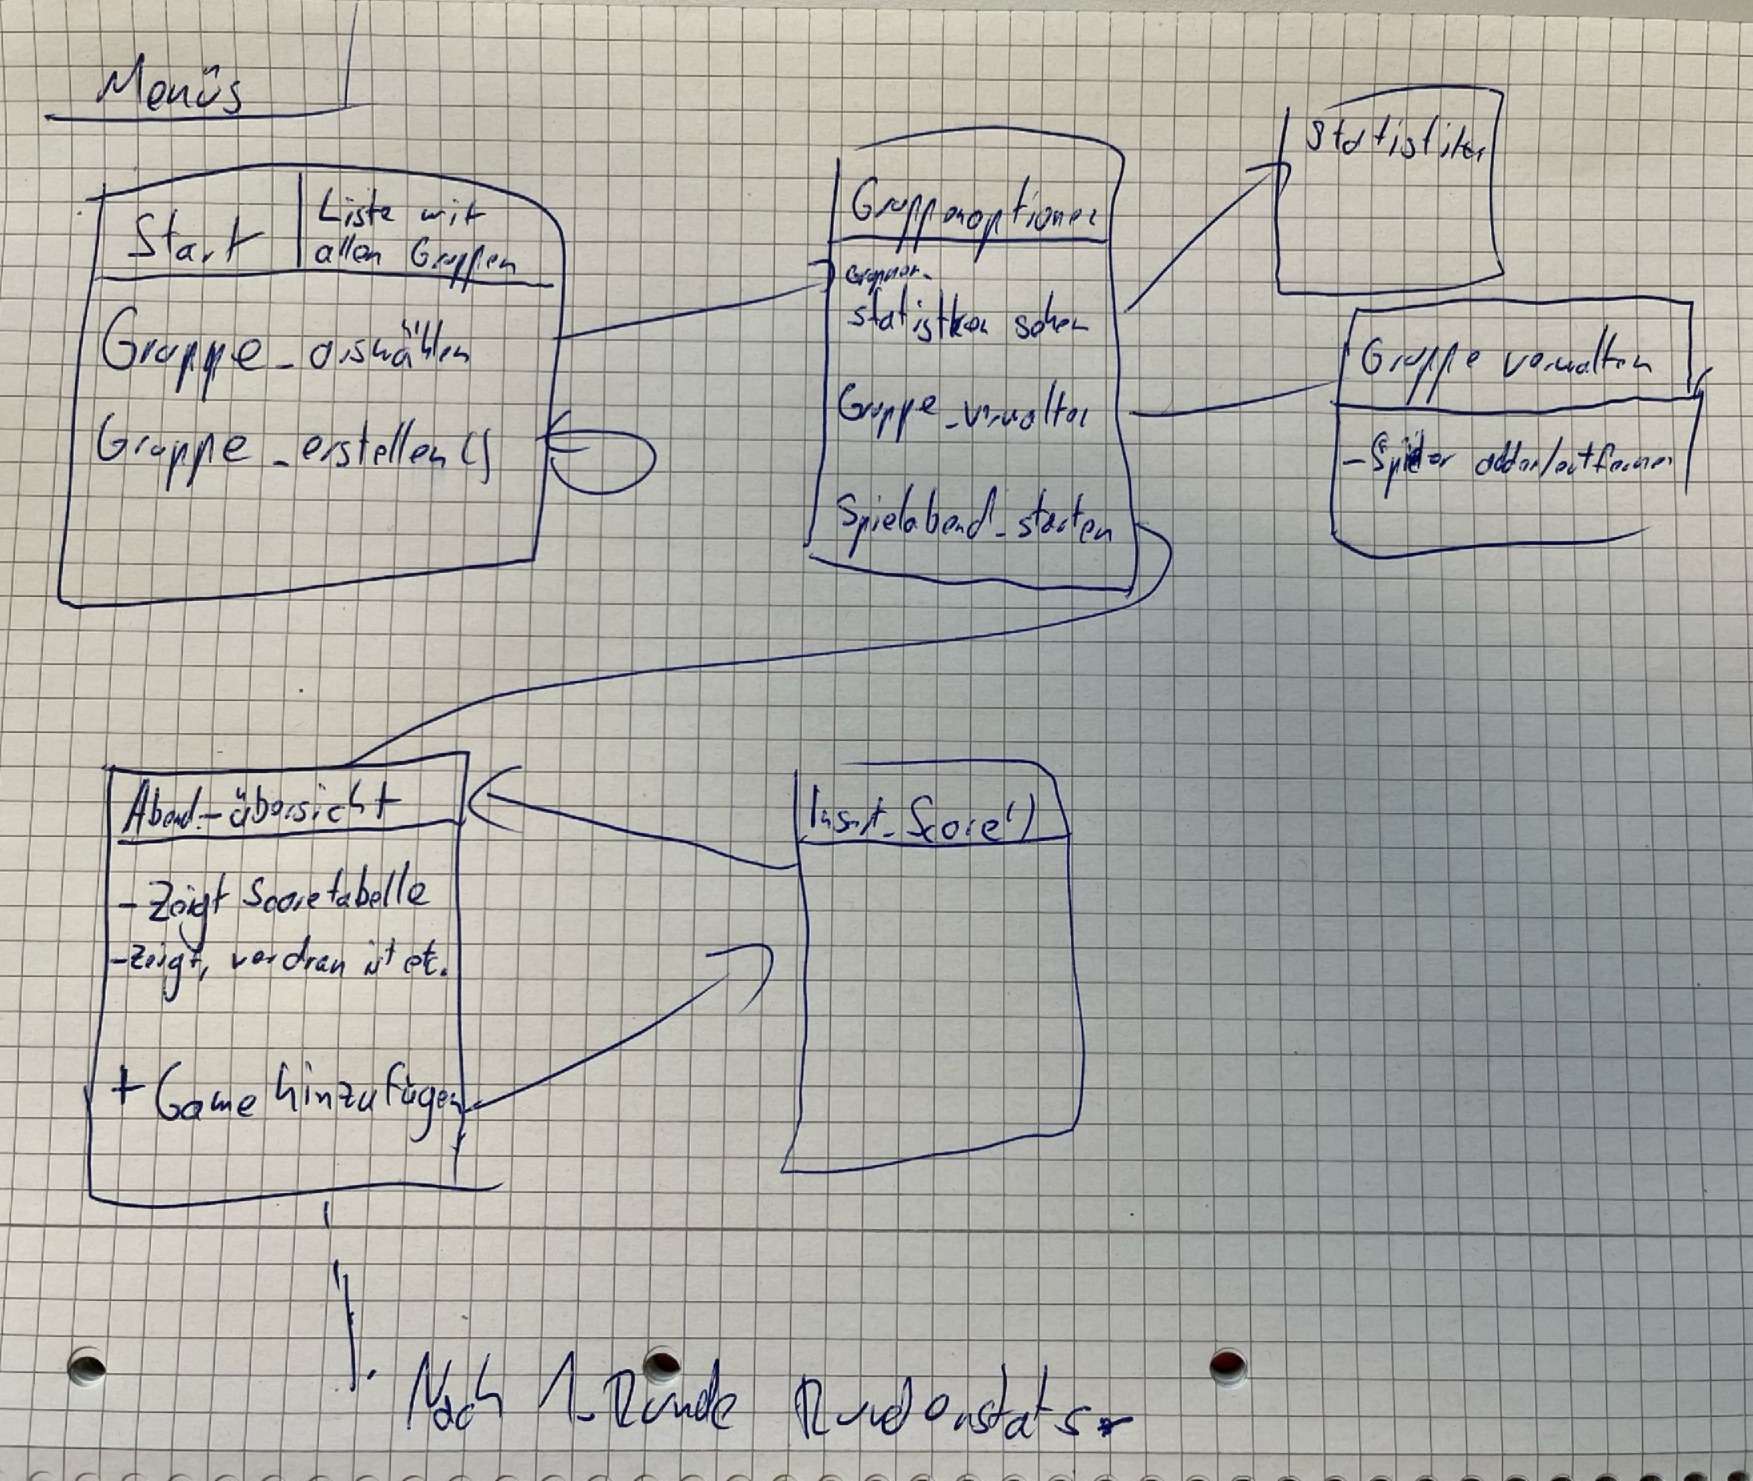 Menüs
Start
Liste mit
allen Gruppen
Gruppe_auswählen
Gruppe_erstellen()
Gruppenoptionen
Gruppen-
statistiken sehen
Gruppe_verwalten
Spielabend_starten
Statistiken
Gruppe verwalten
- Spieler adden/entfernen
Abend-übersicht
- Zeigt Scoretabelle
- Zeigt, wer dran ist etc.
+ Game hinzufügen
Insert_Score()
Nach 1. Runde Rundenstats